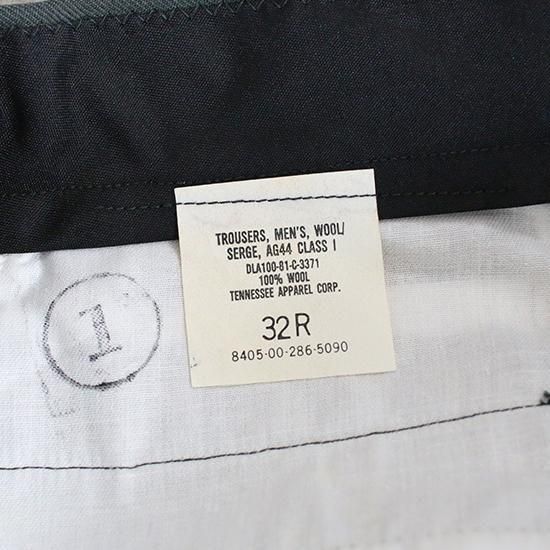 TROUSERS, MEN'S, WOOL/
SERGE, AG44 CLASS I
DLA100-81-C-3371
100% WOOL
TENNESSEE APPAREL CORP.
32R
8405-00-286-5090
1